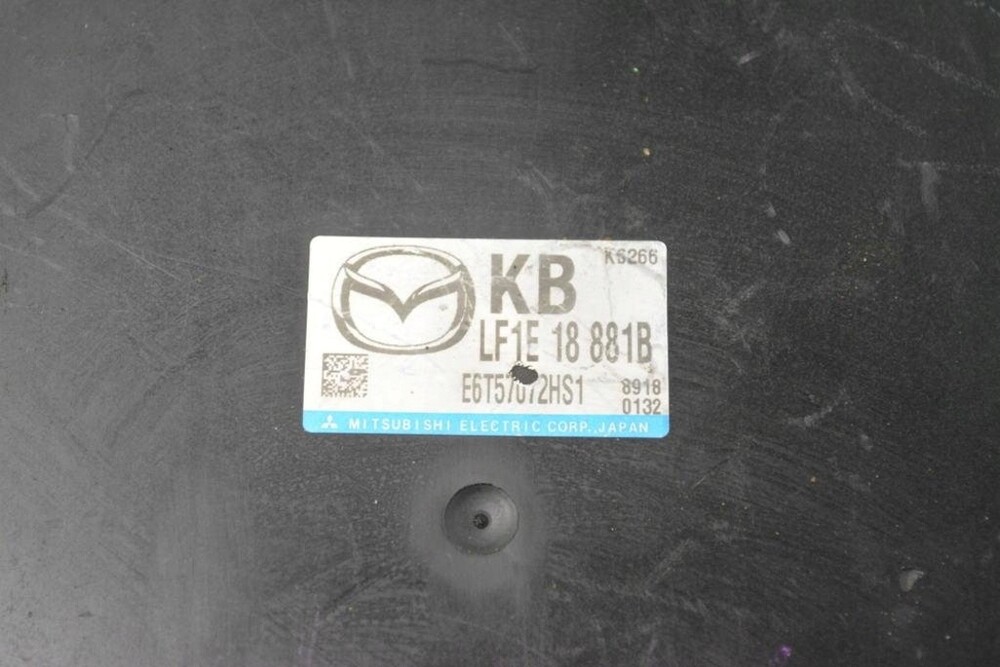 K6266
KB
LF1E 18 881B
E6T57072HS1
8918
0132
MITSUBISHI ELECTRIC CORP., JAPAN